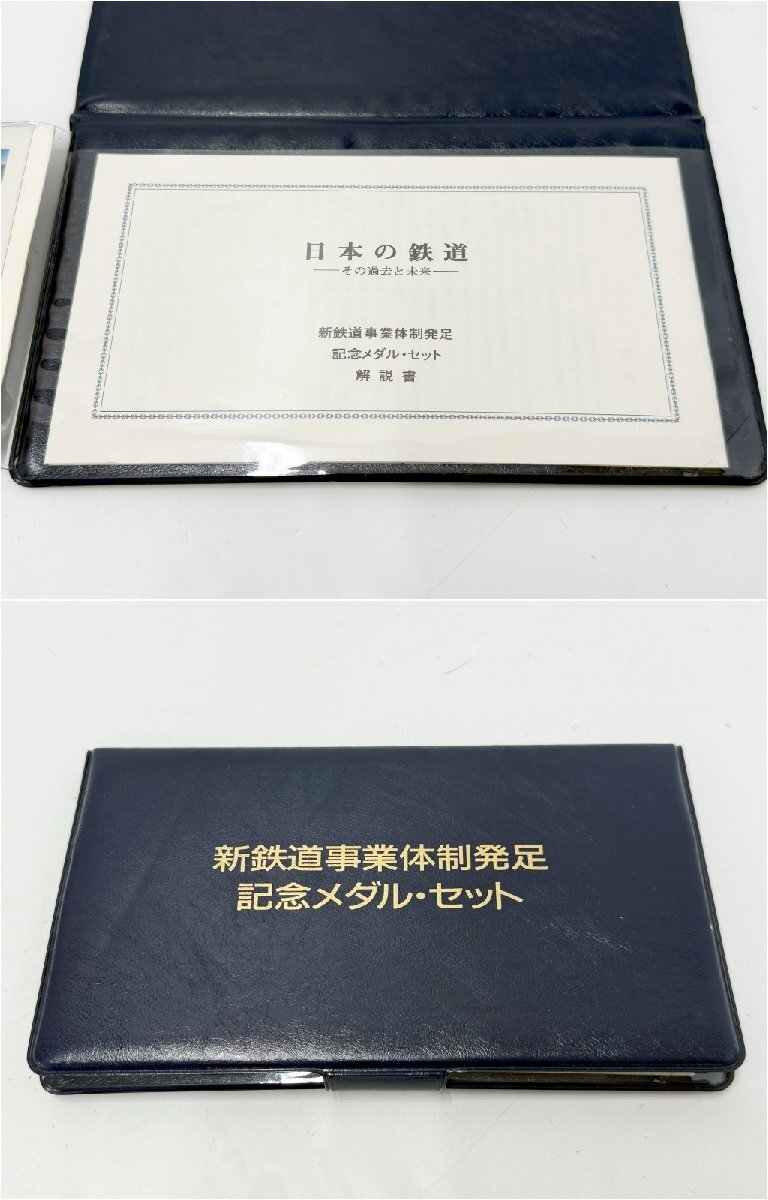 日本の鉄道
──その過去と未来──
新鉄道事業体制発足
記念メダル・セット
解説書
新鉄道事業体制発足
記念メダル・セット